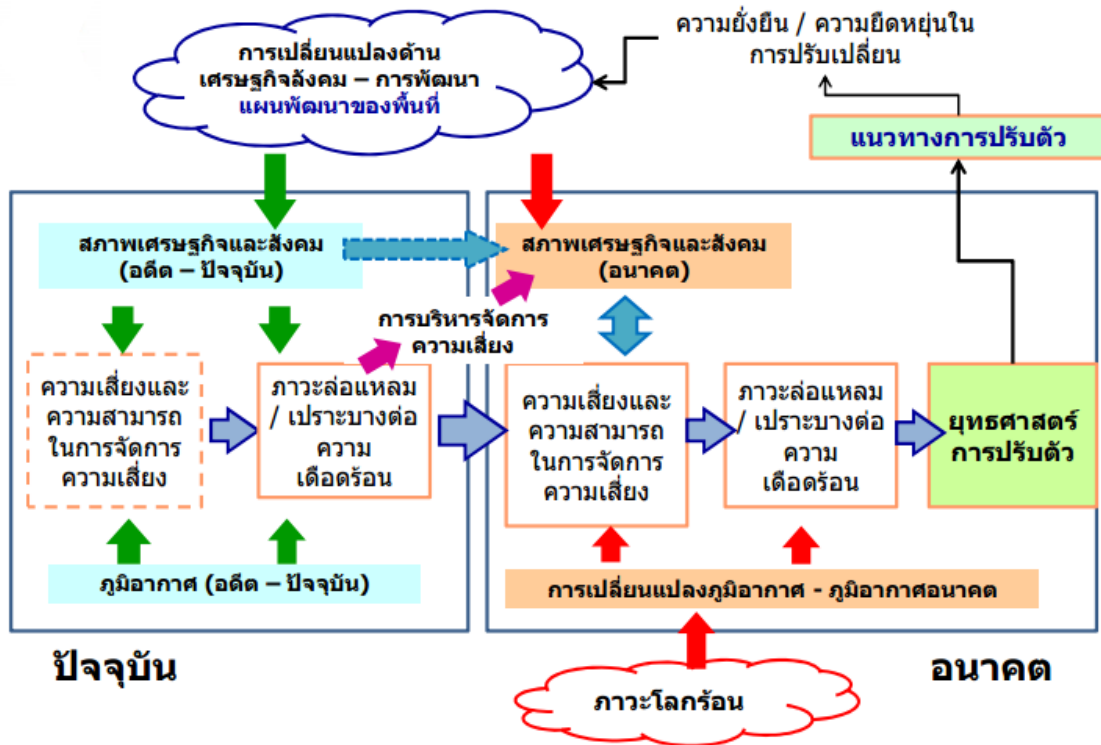 การเปลี่ยนแปลงด้าน
เศรษฐกิจลังคม – การพัฒนา
แผนพัฒนาของพื้นที่
ความยั่งยืน / ความยืดหยุ่นใน
การปรับเปลี่ยน
แนวทางการปรับตัว
สภาพเศรษฐกิจและสังคม
(อดีต – ปัจจุบัน)
สภาพเศรษฐกิจและสังคม
(อนาคต)
การบริหารจัดการ
ความเสี่ยง
ความเสี่ยงและ
ความสามารถ
ในการจัดการ
ความเสี่ยง
ภาวะล่อแหลม
/ เปราะบางต่อ
ความ
เดือดร้อน
ความเสี่ยงและ
ความสามารถ
ในการจัดการ
ความเสี่ยง
ภาวะล่อแหลม
/ เปราะบางต่อ
ความ
เดือดร้อน
ยุทธศาสตร์
การปรับตัว
ภูมิอากาศ (อดีต – ปัจจุบัน)
การเปลี่ยนแปลงภูมิอากาศ - ภูมิอากาศอนาคต
ปัจจุบัน
อนาคต
ภาวะโลกร้อน